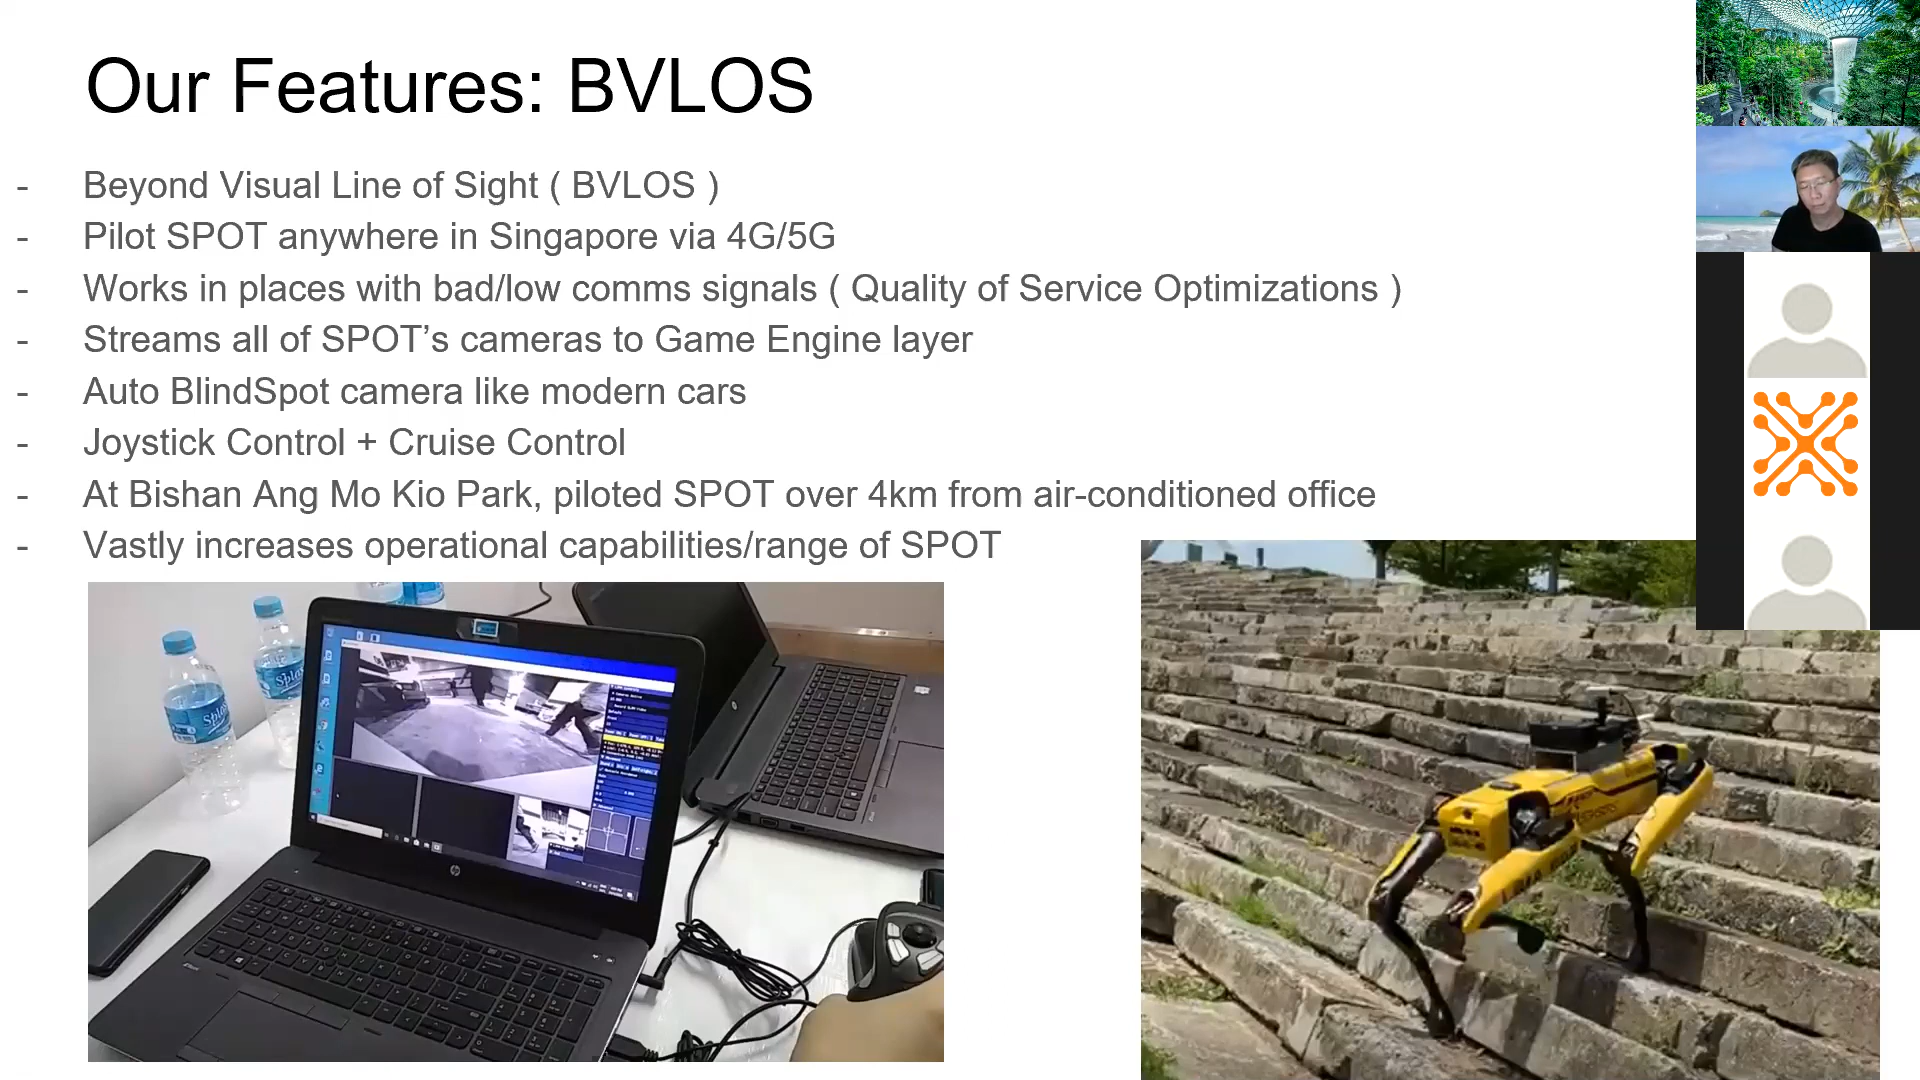 Our Features: BVLOS
- Beyond Visual Line of Sight ( BVLOS )
- Pilot SPOT anywhere in Singapore via 4G/5G
- Works in places with bad/low comms signals ( Quality of Service Optimizations )
- Streams all of SPOT’s cameras to Game Engine layer
- Auto BlindSpot camera like modern cars
- Joystick Control + Cruise Control
- At Bishan Ang Mo Kio Park, piloted SPOT over 4km from air-conditioned office
- Vastly increases operational capabilities/range of SPOT
Splash
hp